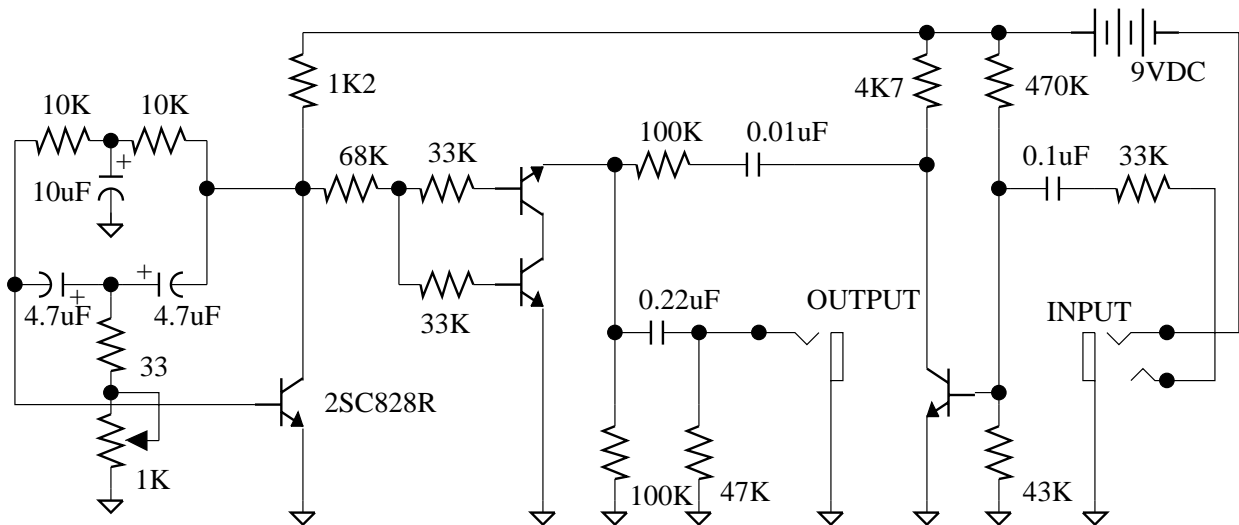 1K2
4K7
470K
9VDC
10K
10K
+
10uF
68K
33K
100K
0.01uF
0.1uF
33K
+
4.7uF
+
4.7uF
33K
0.22uF
OUTPUT
INPUT
33
2SC828R
1K
100K
47K
43K